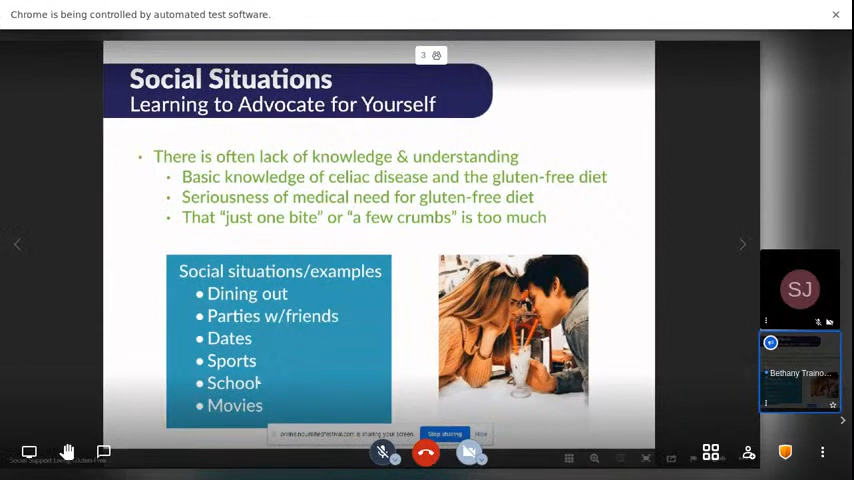 Chrome is being controlled by automated test software.
3
Social Situations
Learning to Advocate for Yourself
• There is often lack of knowledge & understanding
• Basic knowledge of celiac disease and the gluten-free diet
• Seriousness of medical need for gluten-free diet
• That “just one bite” or “a few crumbs” is too much
Social situations/examples
• Dining out
• Parties w/friends
• Dates
• Sports
• School
• Movies
SJ
Bethany Traino...
online.nourishedfestival.com is sharing your screen.
Stop sharing
Hide